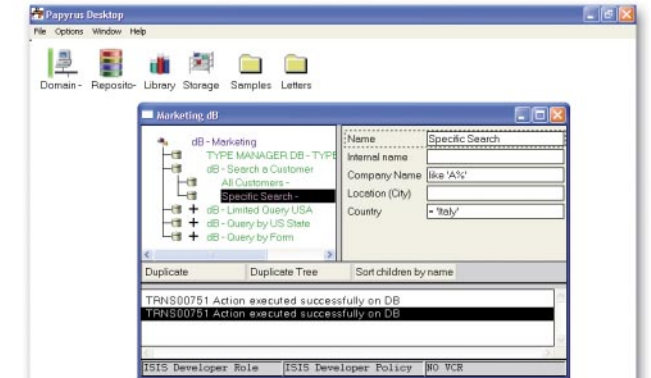 Papyrus Desktop
File Options Window Help
Domain - Reposito- Library Storage Samples Letters
Marketing dB
dB - Marketing
TYPE MANAGER DB - TYPE
dB - Search a Customer
All Customers -
Specific Search -
dB - Limited Query USA
dB - Query by US State
dB - Query by Form
Name Specific Search
Internal name
Company Name like 'A%'
Location (City)
Country = 'Italy'
Duplicate Duplicate Tree Sort children by name
TRNS00751 Action executed successfully on DB
TRNS00751 Action executed successfully on DB
ISIS Developer Role ISIS Developer Policy NO VCR